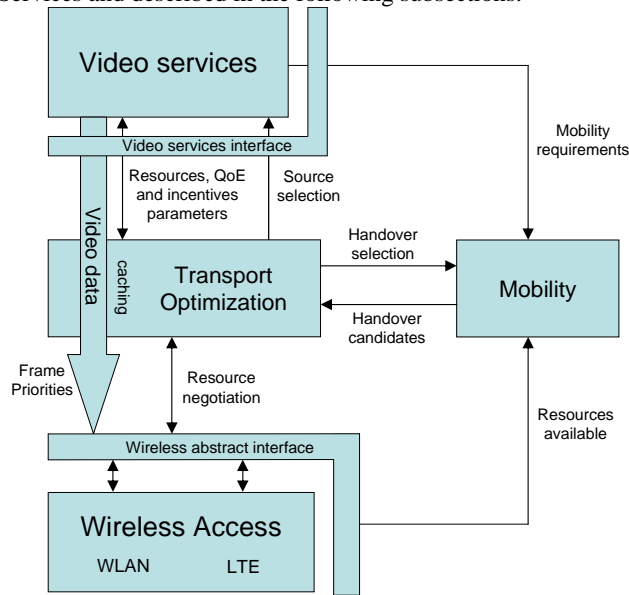 services and described in the following subsections.
Video services
Video services interface
Mobility
requirements
Resources, QoE
and incentives
parameters
Source
selection
Video data
caching
Transport
Optimization
Handover
selection
Handover
candidates
Mobility
Frame
Priorities
Resource
negotiation
Resources
available
Wireless abstract interface
Wireless Access
WLAN
LTE